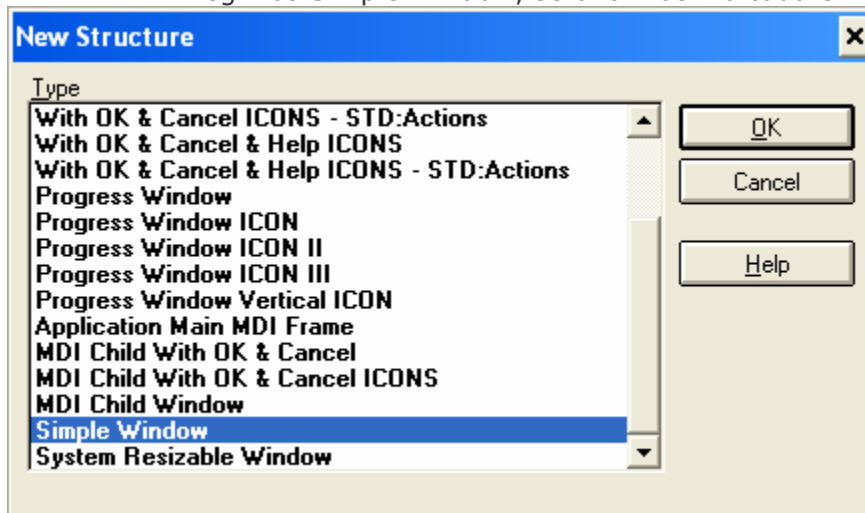 New Structure
Type
With OK & Cancel ICONS - STD:Actions
With OK & Cancel & Help ICONS
With OK & Cancel & Help ICONS - STD:Actions
Progress Window
Progress Window ICON
Progress Window ICON II
Progress Window ICON III
Progress Window Vertical ICON
Application Main MDI Frame
MDI Child With OK & Cancel
MDI Child With OK & Cancel ICONS
MDI Child Window
Simple Window
System Resizable Window
OK
Cancel
Help